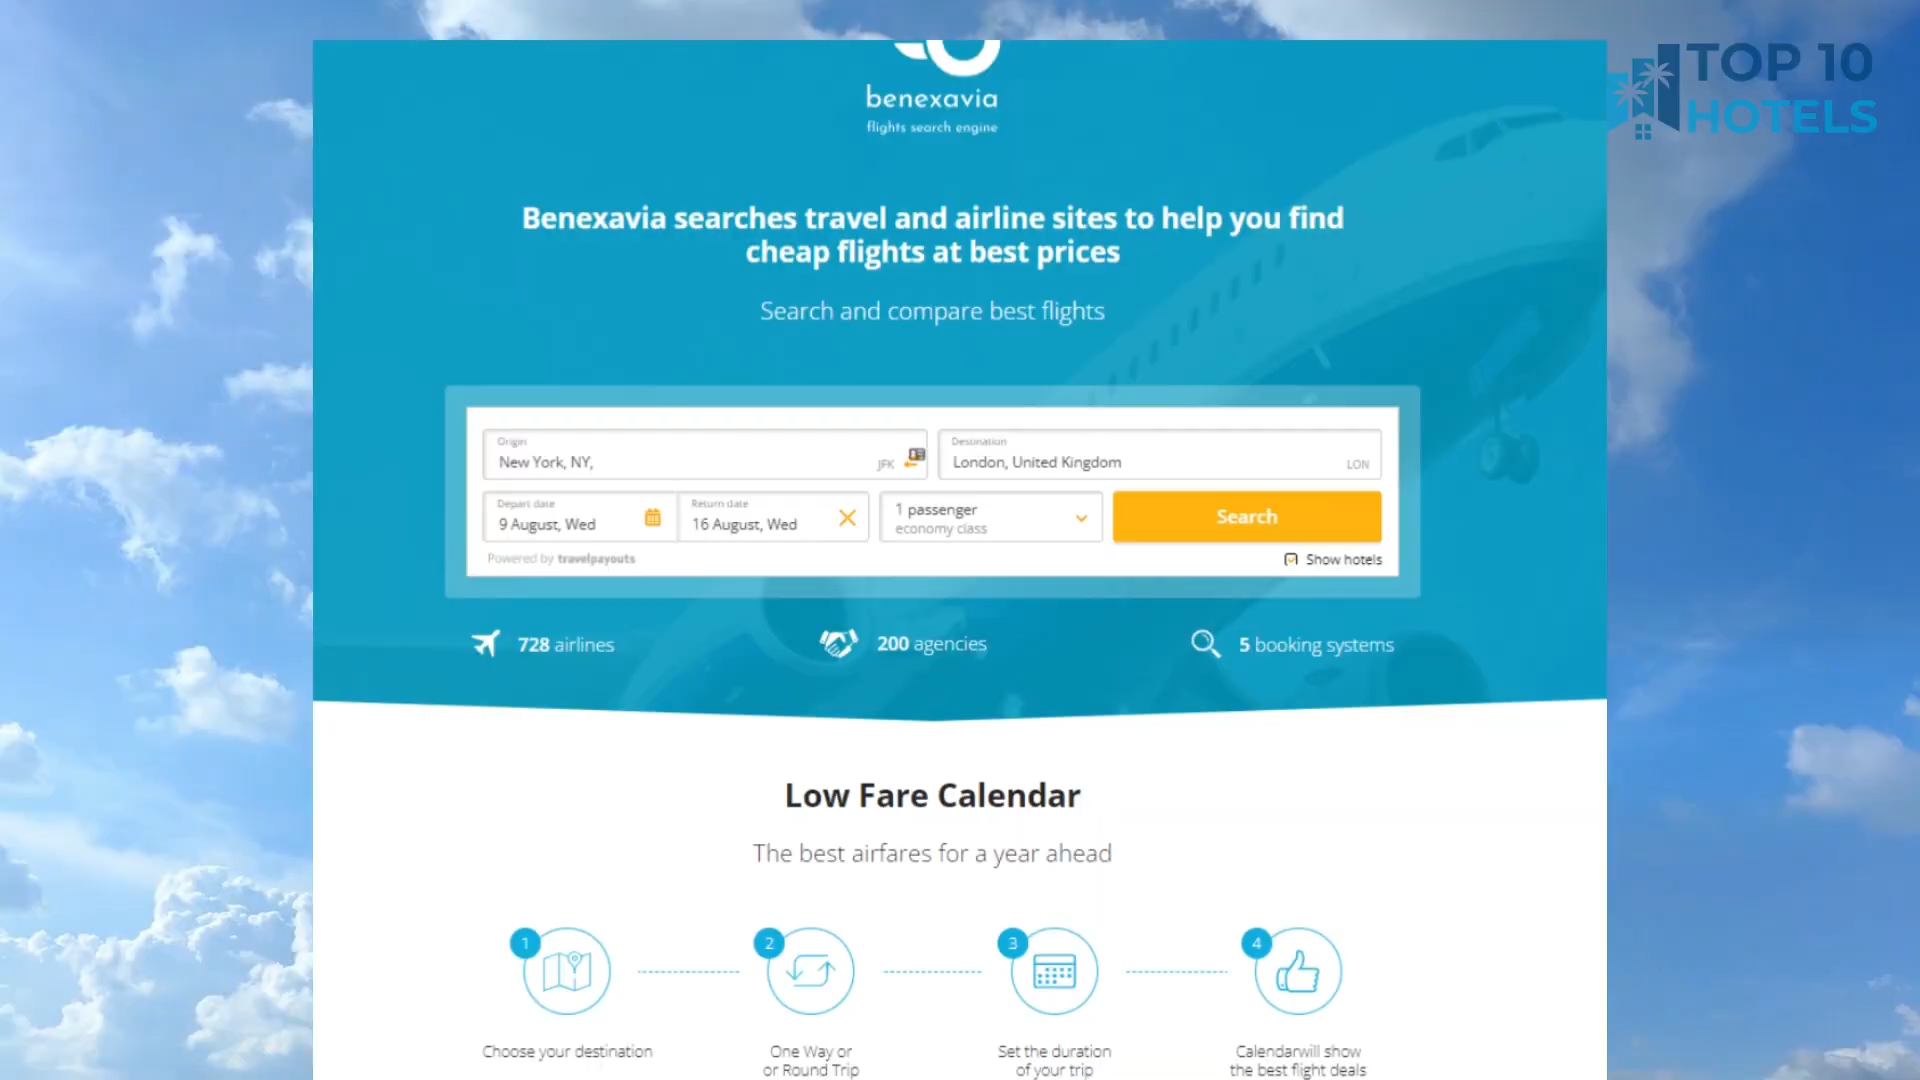 TOP 10
HOTELS
benexavia
flights search engine
Benexavia searches travel and airline sites to help you find
cheap flights at best prices
Search and compare best flights
Origin
New York, NY,
JFK
Destination
London, United Kingdom
LON
Depart date
9 August, Wed
Return date
16 August, Wed
1 passenger
economy class
Search
Powered by travelpayouts
Show hotels
728 airlines
200 agencies
5 booking systems
Low Fare Calendar
The best airfares for a year ahead
1
2
3
4
Choose your destination
One Way or
or Round Trip
Set the duration
of your trip
Calendarwill show
the best flight deals